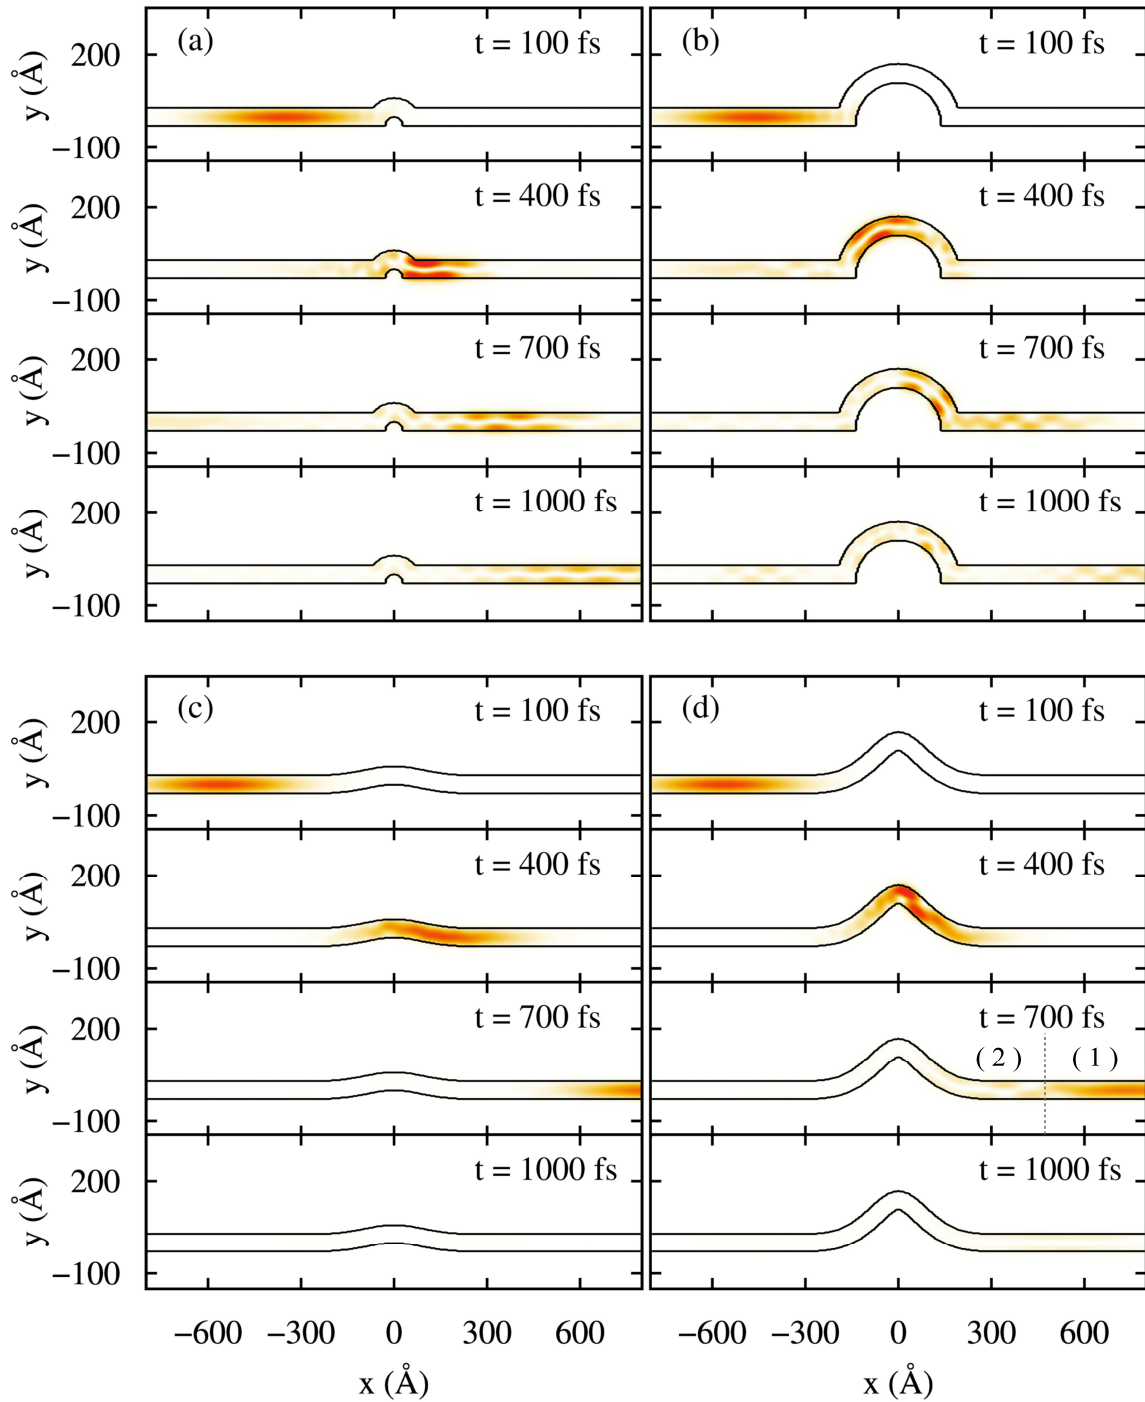 (a) t = 100 fs (b) t = 100 fs
y (Å) 200 −100
t = 400 fs t = 400 fs
y (Å) 200 −100
t = 700 fs t = 700 fs
y (Å) 200 −100
t = 1000 fs t = 1000 fs
y (Å) 200 −100
(c) t = 100 fs (d) t = 100 fs
y (Å) 200 −100
t = 400 fs t = 400 fs
y (Å) 200 −100
t = 700 fs t = 700 fs
y (Å) 200 −100
( 2 ) ( 1 )
t = 1000 fs t = 1000 fs
y (Å) 200 −100
−600 −300 0 300 600 −600 −300 0 300 600
x (Å) x (Å)